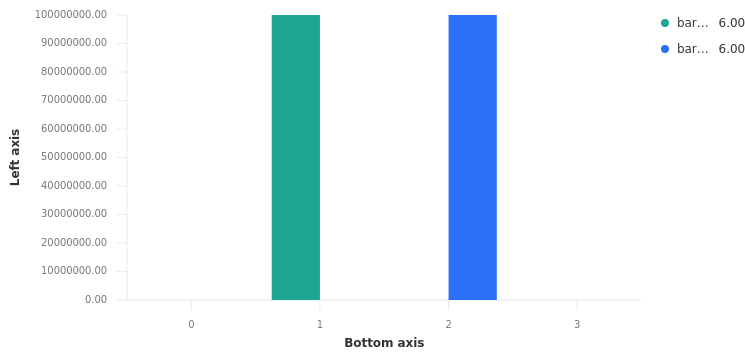 100000000.00
90000000.00
80000000.00
70000000.00
60000000.00
50000000.00
40000000.00
30000000.00
20000000.00
10000000.00
0.00
Left axis
0 1 2 3
Bottom axis
bar... 6.00
bar... 6.00